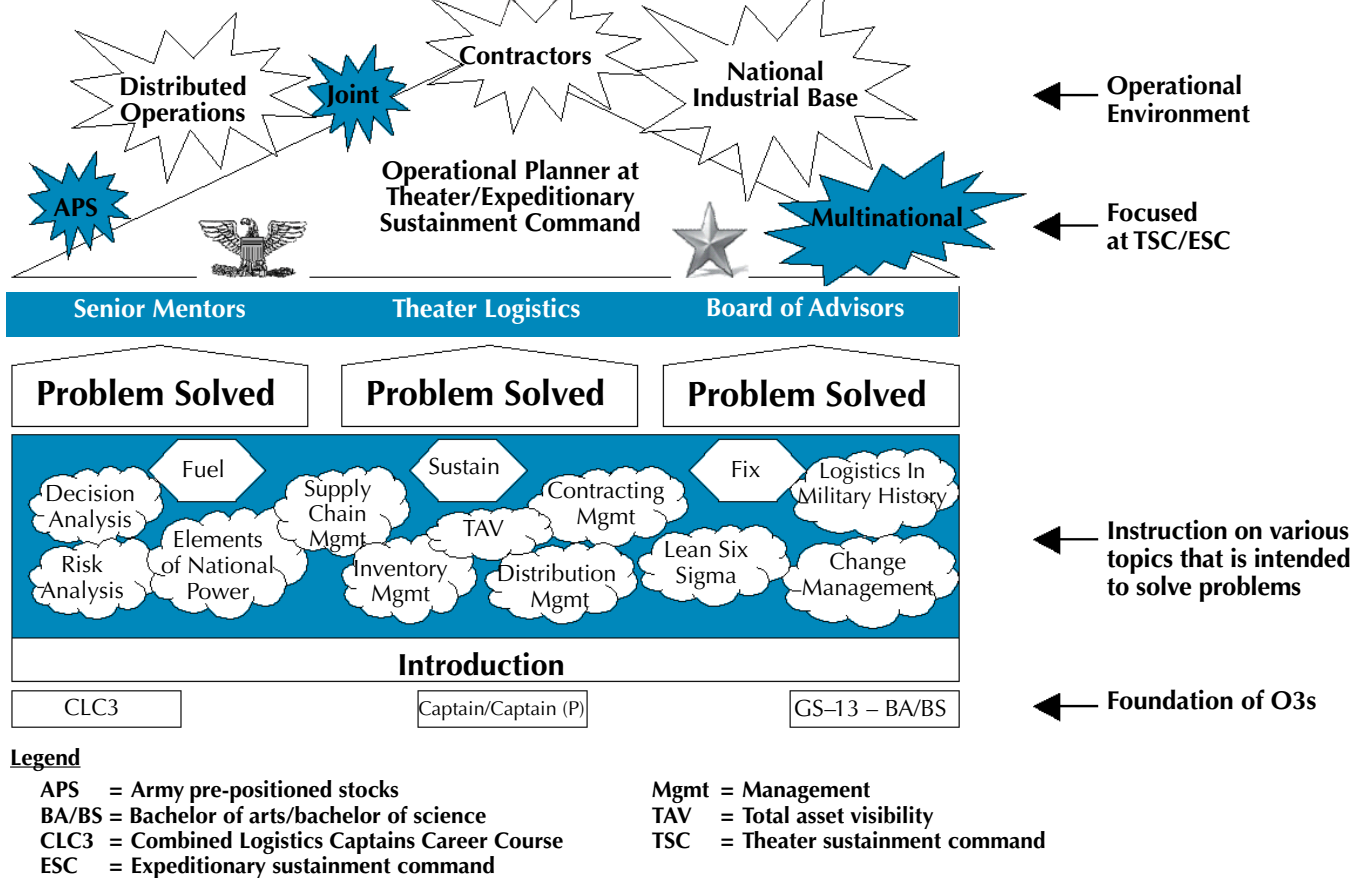 Distributed
Operations
Joint
Contractors
National
Industrial Base
Operational
Environment
APS
Operational Planner at
Theater/Expeditionary
Sustainment Command
Multinational
Focused
at TSC/ESC
Senior Mentors
Theater Logistics
Board of Advisors
Problem Solved
Problem Solved
Problem Solved
Fuel
Sustain
Fix
Decision
Analysis
Supply
Chain
Mgmt
Contracting
Mgmt
Logistics In
Military History
Risk
Analysis
Elements
of National
Power
TAV
Inventory
Mgmt
Distribution
Mgmt
Lean Six
Sigma
Change
Management
Instruction on various
topics that is intended
to solve problems
Introduction
CLC3
Captain/Captain (P)
GS–13 – BA/BS
Foundation of O3s
Legend
APS = Army pre-positioned stocks
BA/BS = Bachelor of arts/bachelor of science
CLC3 = Combined Logistics Captains Career Course
ESC = Expeditionary sustainment command
Mgmt = Management
TAV = Total asset visibility
TSC = Theater sustainment command